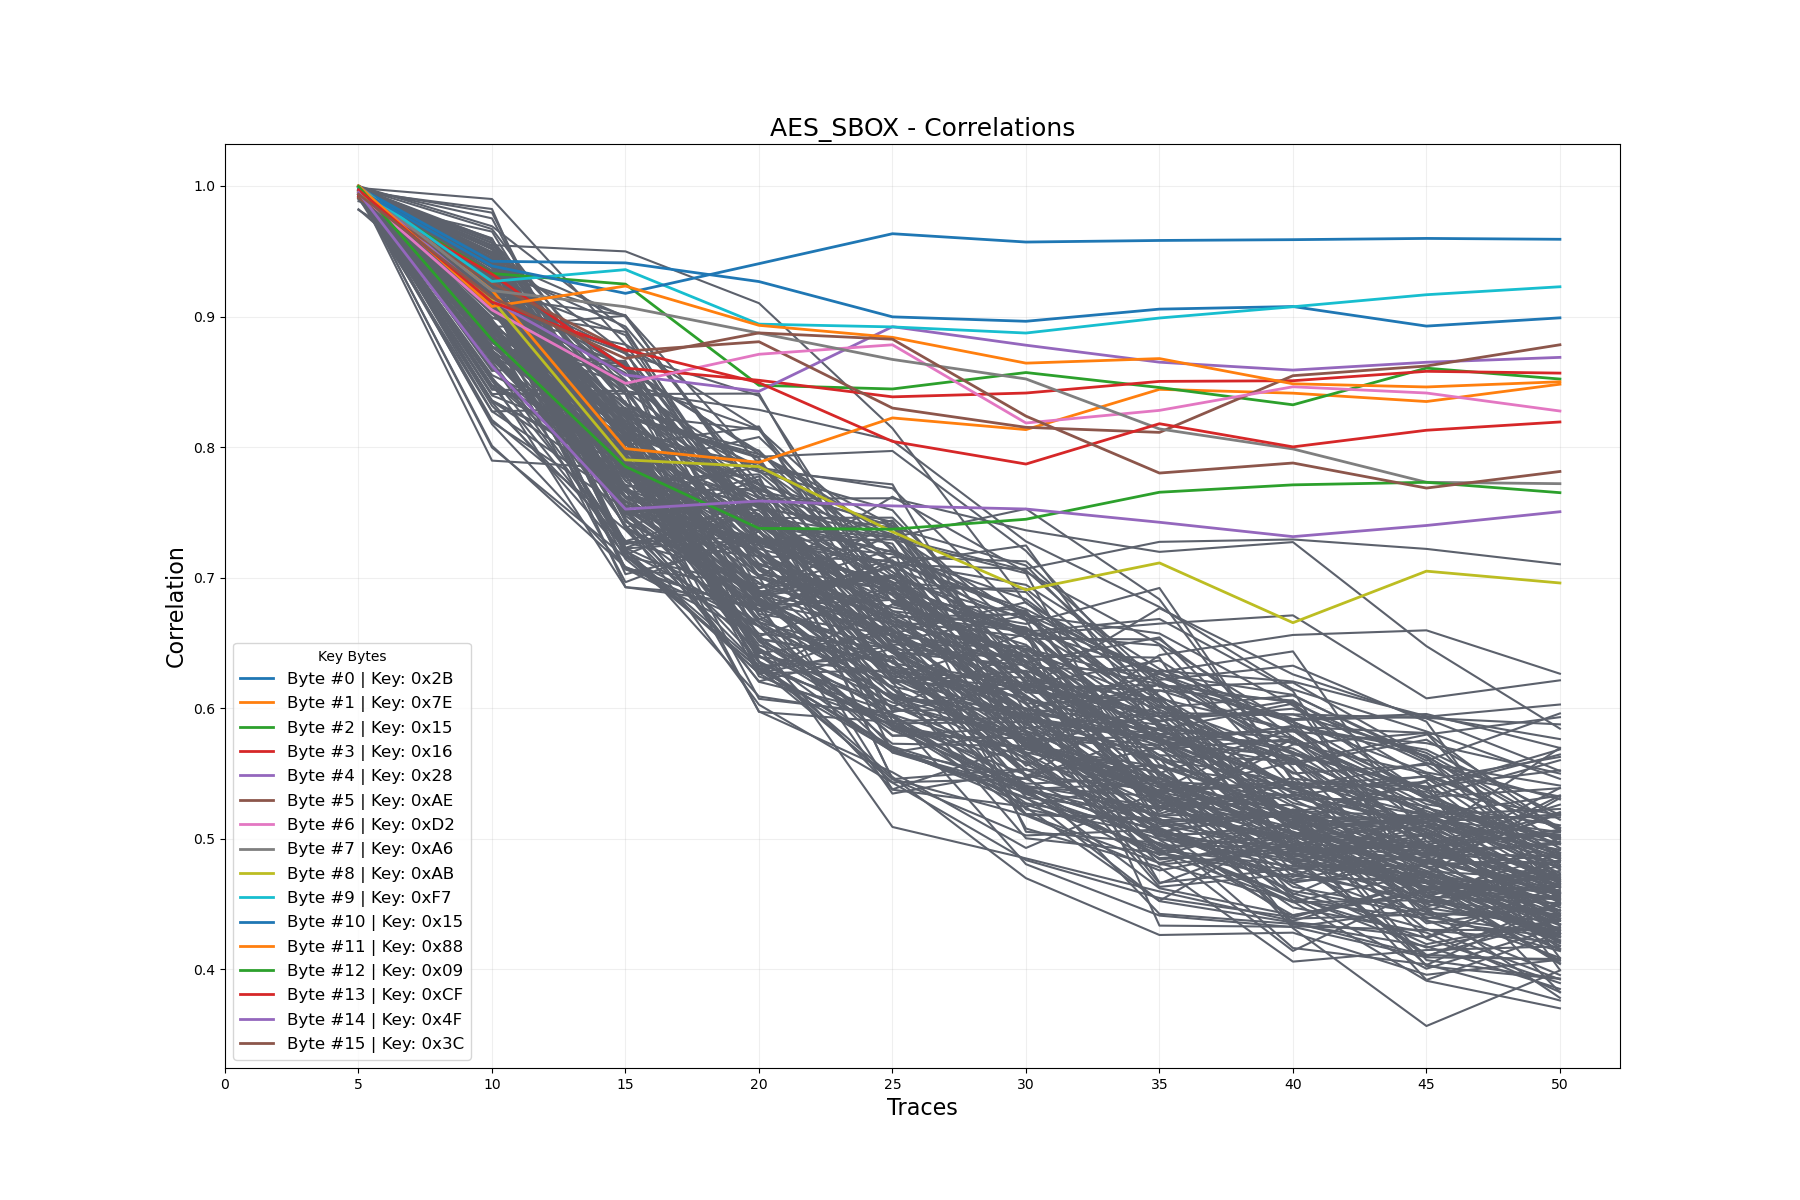 AES_SBOX - Correlations
Correlation
1.0
0.9
0.8
0.7
0.6
0.5
0.4
Key Bytes
Byte #0 | Key: 0x2B
Byte #1 | Key: 0x7E
Byte #2 | Key: 0x15
Byte #3 | Key: 0x16
Byte #4 | Key: 0x28
Byte #5 | Key: 0xAE
Byte #6 | Key: 0xD2
Byte #7 | Key: 0xA6
Byte #8 | Key: 0xAB
Byte #9 | Key: 0xF7
Byte #10 | Key: 0x15
Byte #11 | Key: 0x88
Byte #12 | Key: 0x09
Byte #13 | Key: 0xCF
Byte #14 | Key: 0x4F
Byte #15 | Key: 0x3C
0 5 10 15 20 25 30 35 40 45 50
Traces